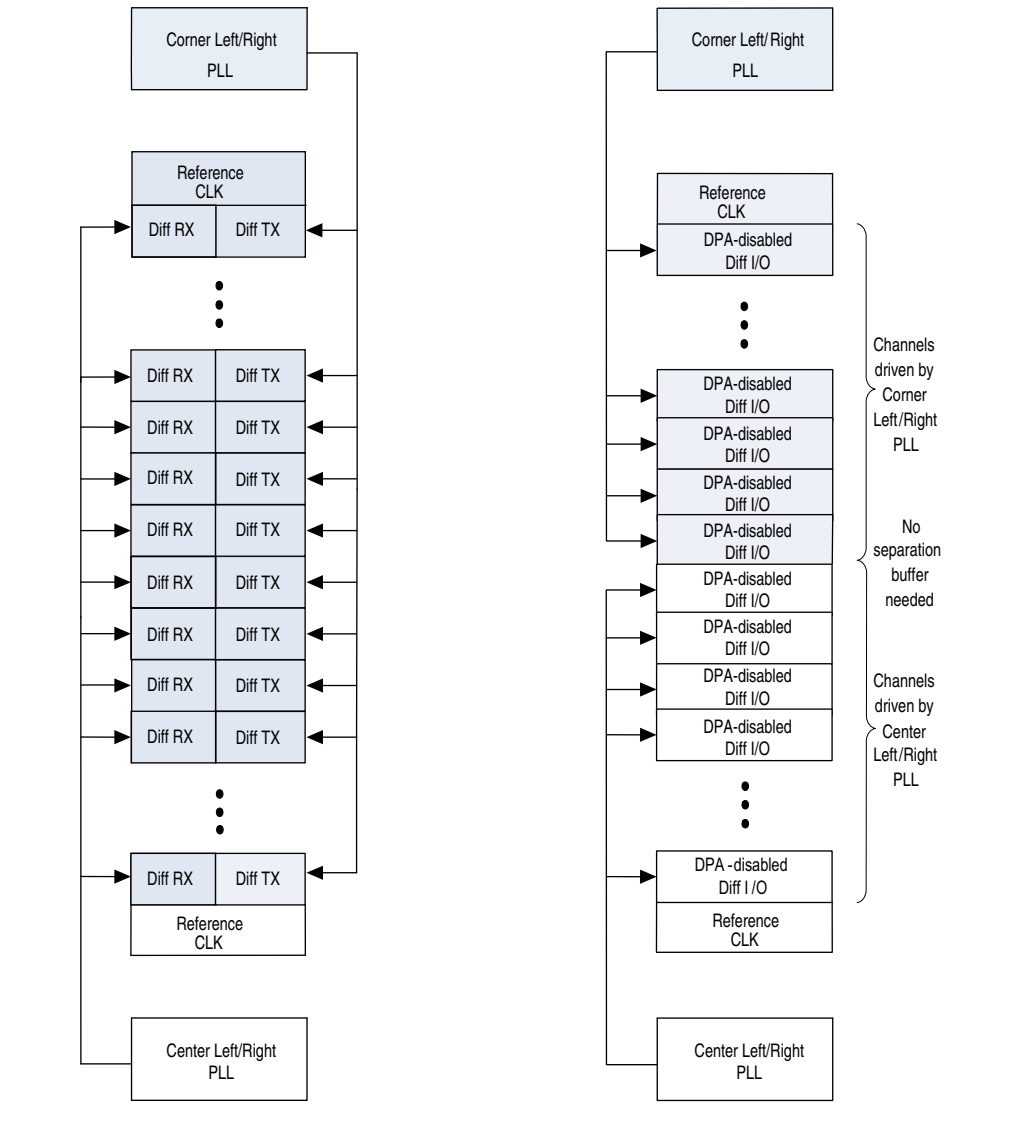 Corner Left/Right
PLL
Reference
CLK
Diff RX
Diff TX
Diff RX
Diff TX
Diff RX
Diff TX
Diff RX
Diff TX
Diff RX
Diff TX
Diff RX
Diff TX
Diff RX
Diff TX
Diff RX
Diff TX
Diff RX
Diff TX
Diff RX
Diff TX
Reference
CLK
Center Left/Right
PLL
Corner Left/Right
PLL
Reference
CLK
DPA-disabled
Diff I/O
DPA-disabled
Diff I/O
DPA-disabled
Diff I/O
DPA-disabled
Diff I/O
DPA-disabled
Diff I/O
DPA-disabled
Diff I/O
DPA-disabled
Diff I/O
DPA-disabled
Diff I/O
DPA-disabled
Diff I/O
DPA -disabled
Diff I /O
Reference
CLK
Center Left/Right
PLL
Channels
driven by
Corner
Left/Right
PLL
No
separation
buffer
needed
Channels
driven by
Center
Left/Right
PLL